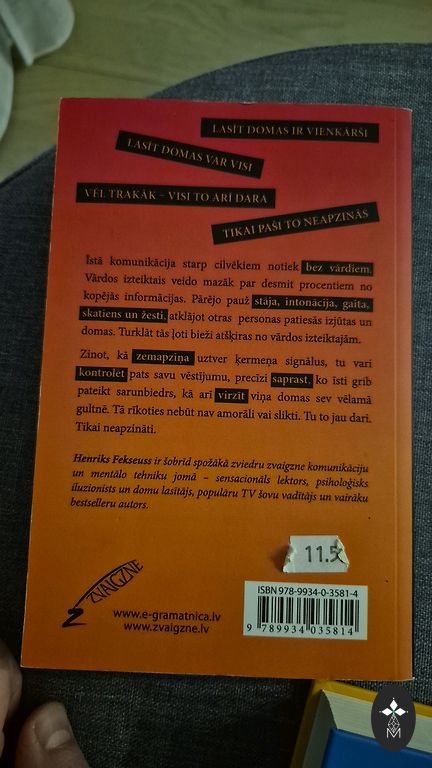 LASĪT DOMAS IR VIENKĀRŠI
LASĪT DOMAS VAR VISI
VĒL TRAKĀK – VISI TO ARĪ DARA
TIKAI PAŠI TO NEAPZINĀS
Īstā komunikācija starp cilvēkiem notiek bez vārdiem.
Vārdos izteiktais veido mazāk par desmit procentiem no
kopējās informācijas. Pārējo pauž stāja, intonācija, gaita,
skatiens un žesti, atklājot otras personas patiesās izjūtas un
domas. Turklāt tās ļoti bieži atšķiras no vārdos izteiktajām.
Zinot, kā zemapziņa uztver ķermeņa signālus, tu vari
kontrolēt pats savu vēstījumu, precīzi saprast, ko īsti grib
pateikt sarunbiedrs, kā arī virzīt viņa domas sev vēlamā
gultnē. Tā rīkoties nebūt nav amorāli vai slikti. Tu to jau dari.
Tikai neapzināti.
Henriks Fekseuss ir šobrīd spožākā zviedru zvaigzne komunikāciju
un mentālo tehniku jomā – sensacionāls lektors, psiholoģisks
iluzionists un domu lasītājs, populāru TV šovu vadītājs un vairāku
bestselleru autors.
11.5
ZVAIGZNE
www.e-gramatnica.lv
www.zvaigzne.lv
ISBN 978-9934-0-3581-4
9 789934 035814
M